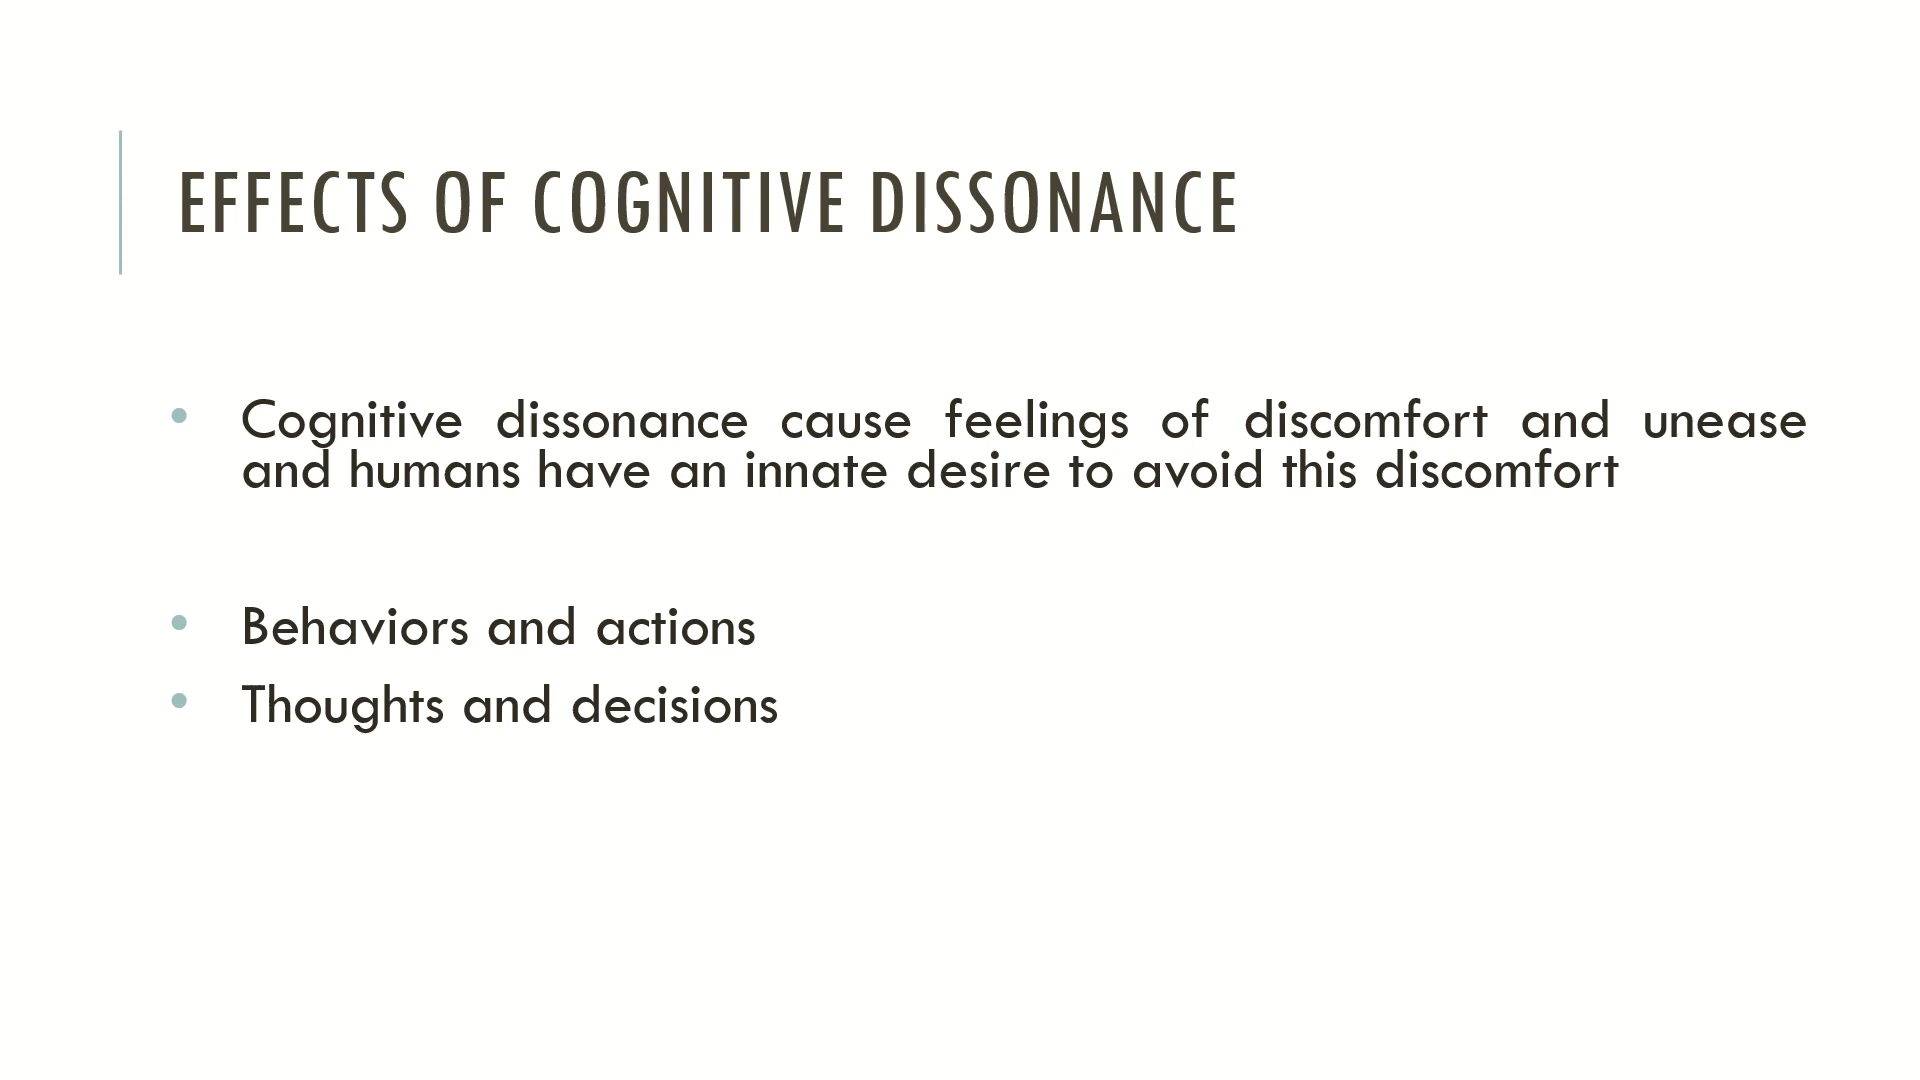 EFFECTS OF COGNITIVE DISSONANCE
• Cognitive dissonance cause feelings of discomfort and unease
and humans have an innate desire to avoid this discomfort
• Behaviors and actions
• Thoughts and decisions